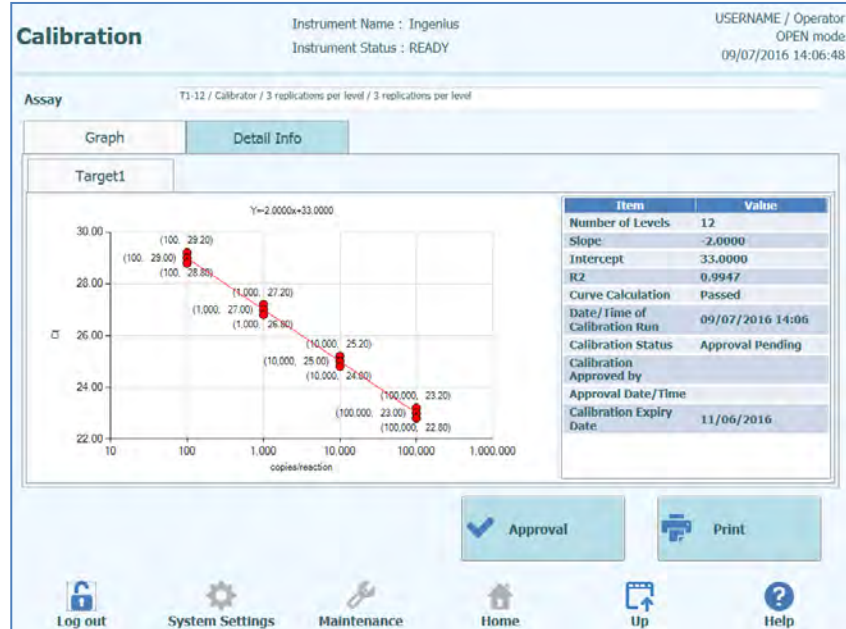 Calibration
Instrument Name : Ingenius
Instrument Status : READY
USERNAME / Operator
OPEN mode
09/07/2016 14:06:48
Assay
T1-12 / Calibrator / 3 replications per level / 3 replications per level
Graph
Detail Info
Target1
Y=-2.0000x+33.0000
30.00
28.00
26.00
24.00
22.00
Ct
(100, 29.20)
(100, 29.00)
(100, 28.80)
(1,000, 27.20)
(1,000, 27.00)
(1,000, 26.80)
(10,000, 25.20)
(10,000, 25.00)
(10,000, 24.80)
(100,000, 23.20)
(100,000, 23.00)
(100,000, 22.80)
10
100
1,000
10,000
100,000
1,000,000
copies/reaction
Item Value
Number of Levels 12
Slope -2.0000
Intercept 33.0000
R2 0.9947
Curve Calculation Passed
Date/Time of
Calibration Run 09/07/2016 14:06
Calibration Status Approval Pending
Calibration
Approved by
Approval Date/Time
Calibration Expiry
Date 11/06/2016
Approval
Print
Log out
System Settings
Maintenance
Home
Up
Help